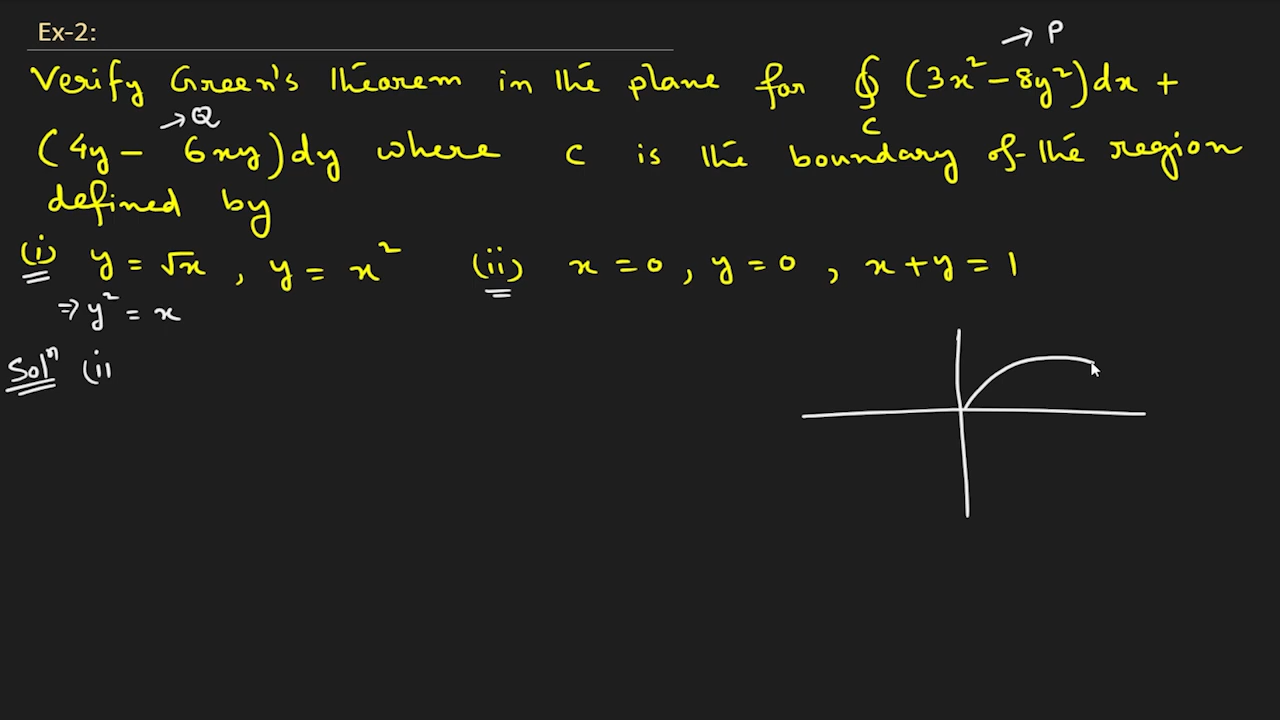 Ex-2:
→ P
Verify Green's theorem in the plane for ∮_C (3x² - 8y²) dx +
→ Q
(4y - 6xy) dy where C is the boundary of the region
defined by
(i) y = √x , y = x² (ii) x = 0 , y = 0 , x + y = 1
⇒ y² = x
Solⁿ (i